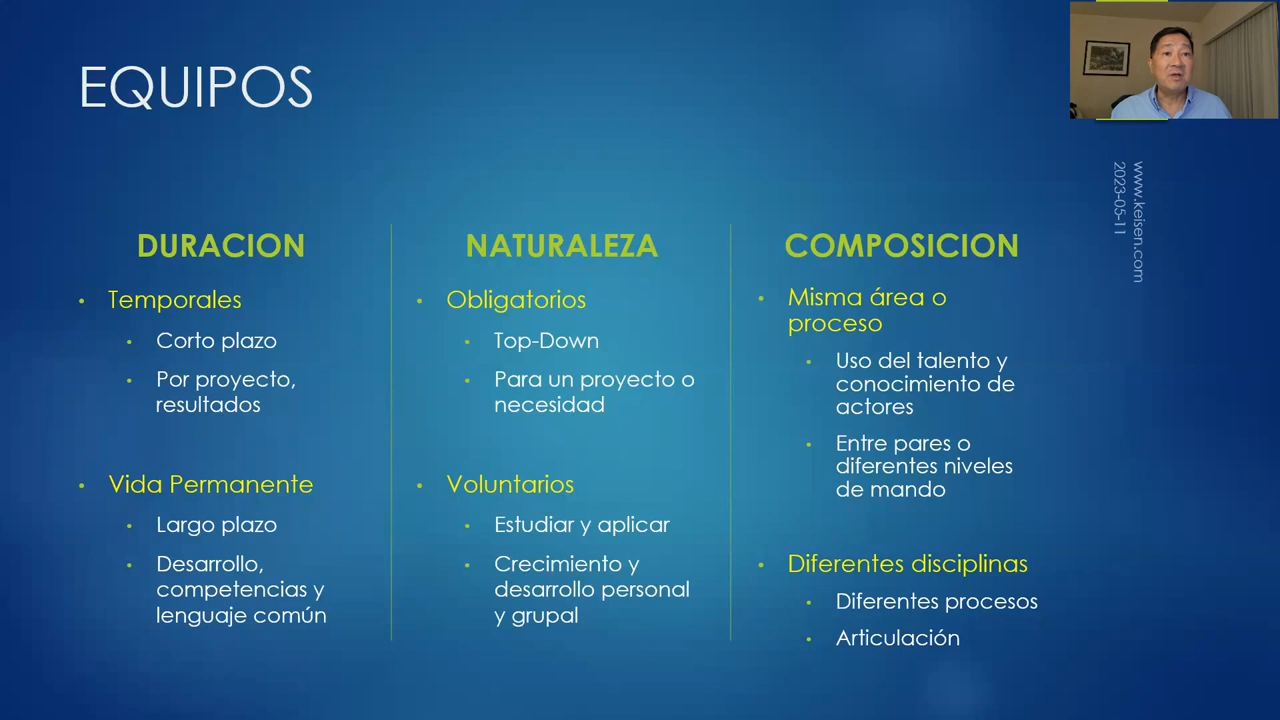 EQUIPOS
www.keisen.com
2023-05-11
DURACION
Temporales
Corto plazo
Por proyecto,
resultados
Vida Permanente
Largo plazo
Desarrollo,
competencias y
lenguaje común
NATURALEZA
Obligatorios
Top-Down
Para un proyecto o
necesidad
Voluntarios
Estudiar y aplicar
Crecimiento y
desarrollo personal
y grupal
COMPOSICION
Misma área o
proceso
Uso del talento y
conocimiento de
actores
Entre pares o
diferentes niveles
de mando
Diferentes disciplinas
Diferentes procesos
Articulación